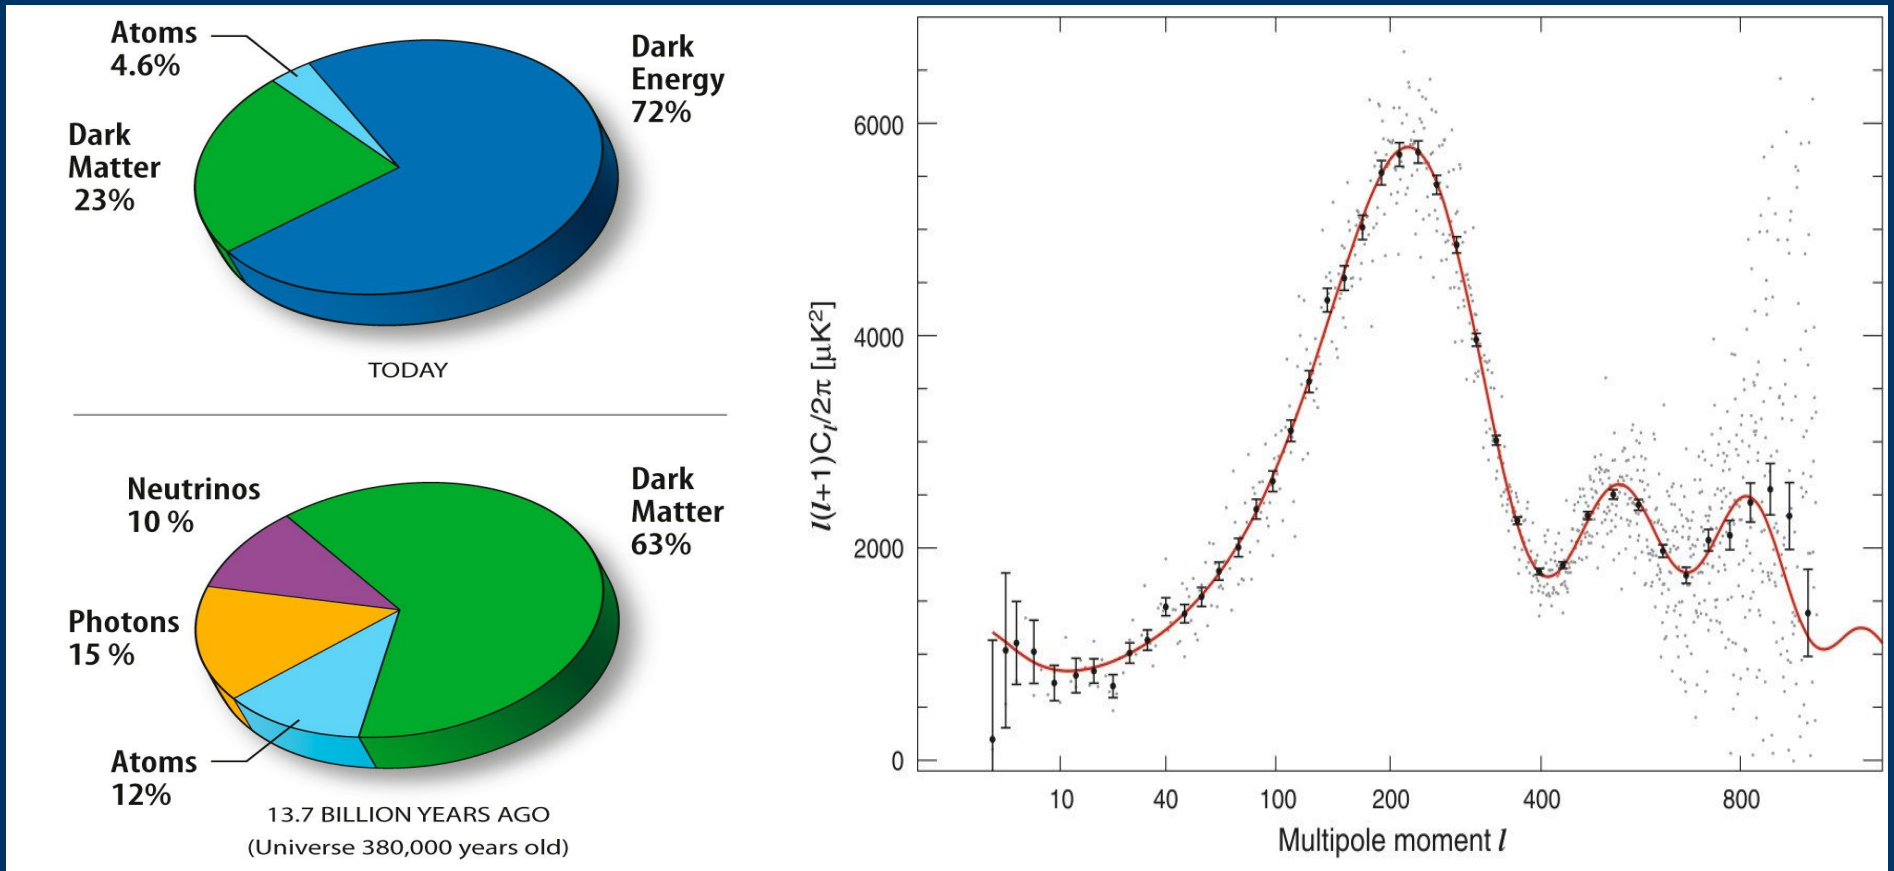 Atoms
4.6%
Dark
Energy
72%
Dark
Matter
23%
TODAY
Neutrinos
10 %
Dark
Matter
63%
Photons
15 %
Atoms
12%
13.7 BILLION YEARS AGO
(Universe 380,000 years old)
l(l+1)Cl/2π [μK²]
6000
4000
2000
0
10 40 100 200 400 800
Multipole moment l